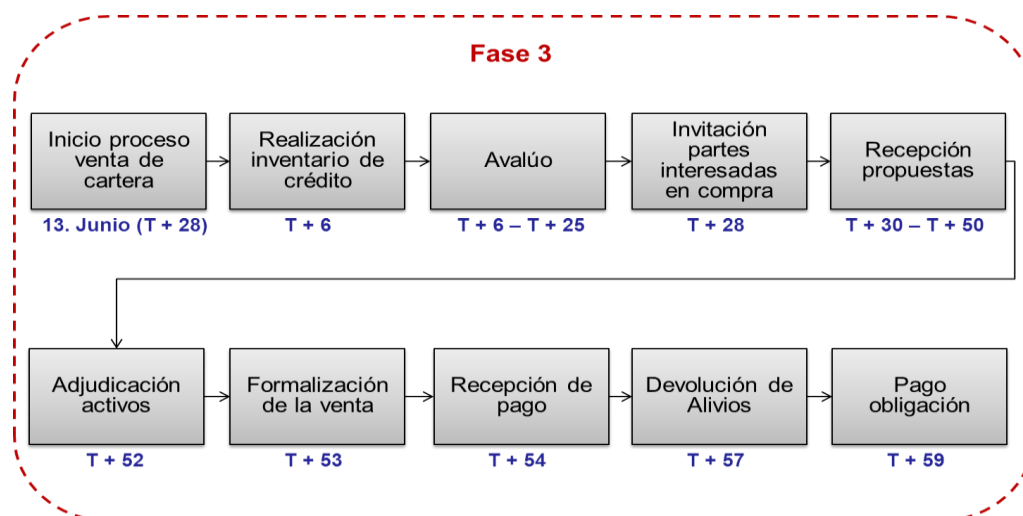 Fase 3
Inicio proceso
venta de
cartera
13. Junio (T + 28)
Realización
inventario de
crédito
T + 6
Avalúo
T + 6 – T + 25
Invitación
partes
interesadas
en compra
T + 28
Recepción
propuestas
T + 30 – T + 50
Adjudicación
activos
T + 52
Formalización
de la venta
T + 53
Recepción de
pago
T + 54
Devolución de
Alivios
T + 57
Pago
obligación
T + 59